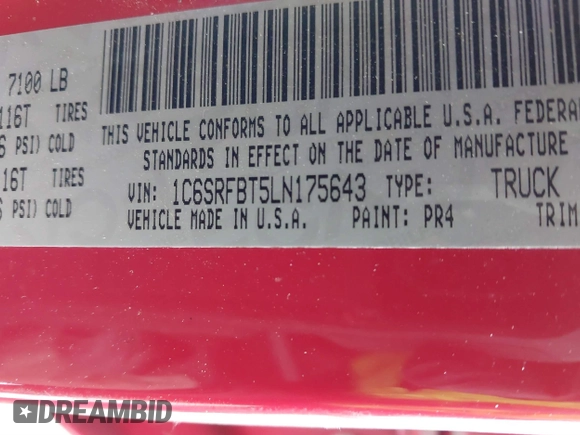 7100 LB
116T TIRES
PSI) COLD
THIS VEHICLE CONFORMS TO ALL APPLICABLE U.S.A. FEDERA
STANDARDS IN EFFECT ON THE DATE OF MANUFACTURE
16T TIRES
VIN: 1C6SRFBT5LN175643 TYPE: TRUCK
PSI) COLD
VEHICLE MADE IN U.S.A. PAINT: PR4 TRIM
DREAMBID